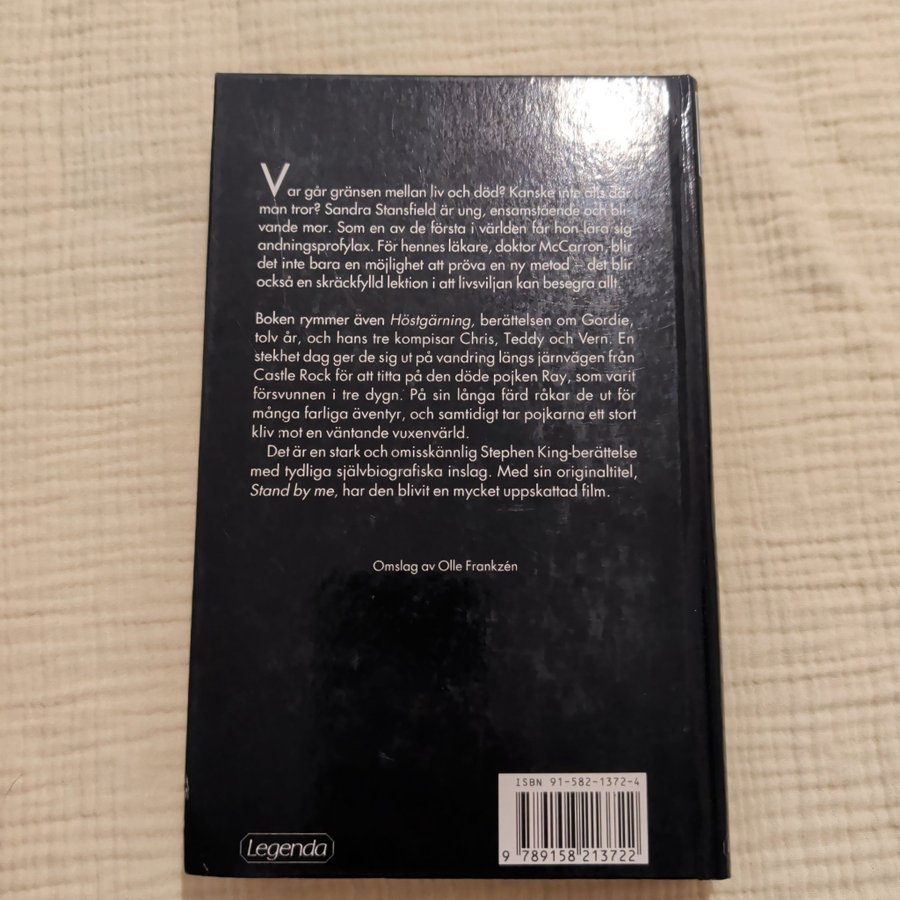 Var går gränsen mellan liv och död? Kanske inte alls där
man tror? Sandra Stansfield är ung, ensamstående och bli-
vande mor. Som en av de första i världen får hon lära sig
andningsprofylax. För hennes läkare, doktor McCarron, blir
det inte bara en möjlighet att pröva en ny metod – det blir
också en skräckfylld lektion i att livsviljan kan besegra allt.
Boken rymmer även Höstgärning, berättelsen om Gordie,
tolv år, och hans tre kompisar Chris, Teddy och Vern. En
stekhet dag ger de sig ut på vandring längs järnvägen från
Castle Rock för att titta på den döde pojken Ray, som varit
försvunnen i tre dygn. På sin långa färd råkar de ut för
många farliga äventyr, och samtidigt tar pojkarna ett stort
kliv mot en väntande vuxenvärld.
Det är en stark och omisskännlig Stephen King-berättelse
med tydliga självbiografiska inslag. Med sin originaltitel,
Stand by me, har den blivit en mycket uppskattad film.
Omslag av Olle Frankzén
ISBN 91-582-1372-4
9 789158 213722
Legenda